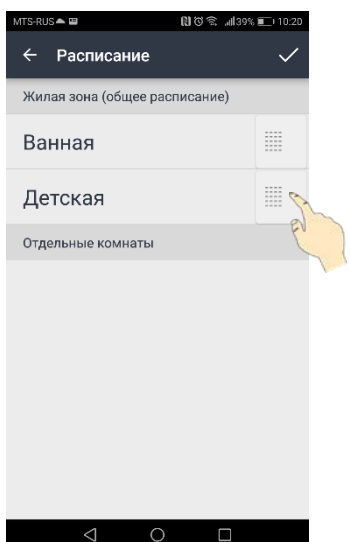 MTS-RUS 39% 10:20
Расписание
Жилая зона (общее расписание)
Ванная
Детская
Отдельные комнаты